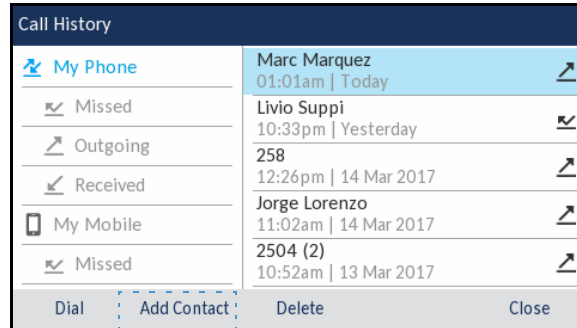 Call History
My Phone
Missed
Outgoing
Received
My Mobile
Missed
Marc Marquez
01:01am | Today
Livio Suppi
10:33pm | Yesterday
258
12:26pm | 14 Mar 2017
Jorge Lorenzo
11:02am | 14 Mar 2017
2504 (2)
10:52am | 13 Mar 2017
Dial Add Contact Delete Close